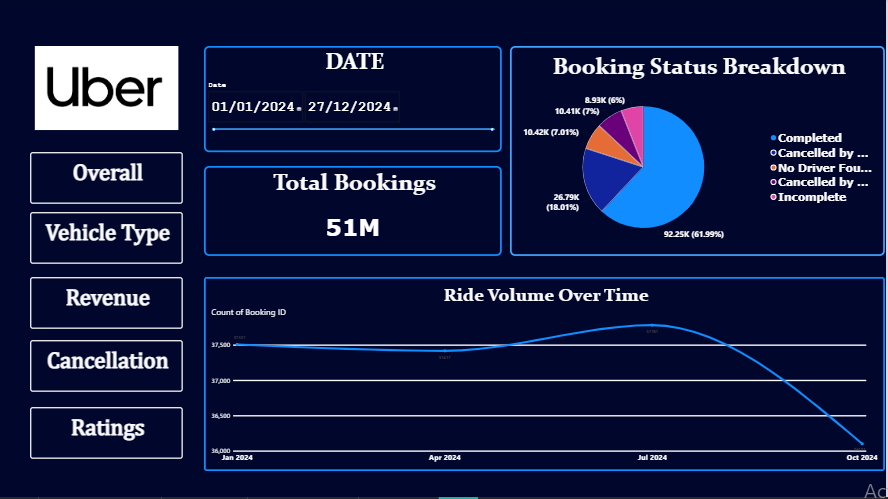 Uber
Overall
Vehicle Type
Revenue
Cancellation
Ratings
DATE
Date
01/01/2024
27/12/2024
Total Bookings
51M
Booking Status Breakdown
8.93K (6%)
10.41K (7%)
10.42K (7.01%)
26.79K
(18.01%)
92.25K (61.99%)
Completed
Cancelled by ...
No Driver Fou...
Cancelled by ...
Incomplete
Ride Volume Over Time
Count of Booking ID
37,500
37,000
36,500
36,000
Jan 2024
Apr 2024
Jul 2024
Oct 2024
Ac